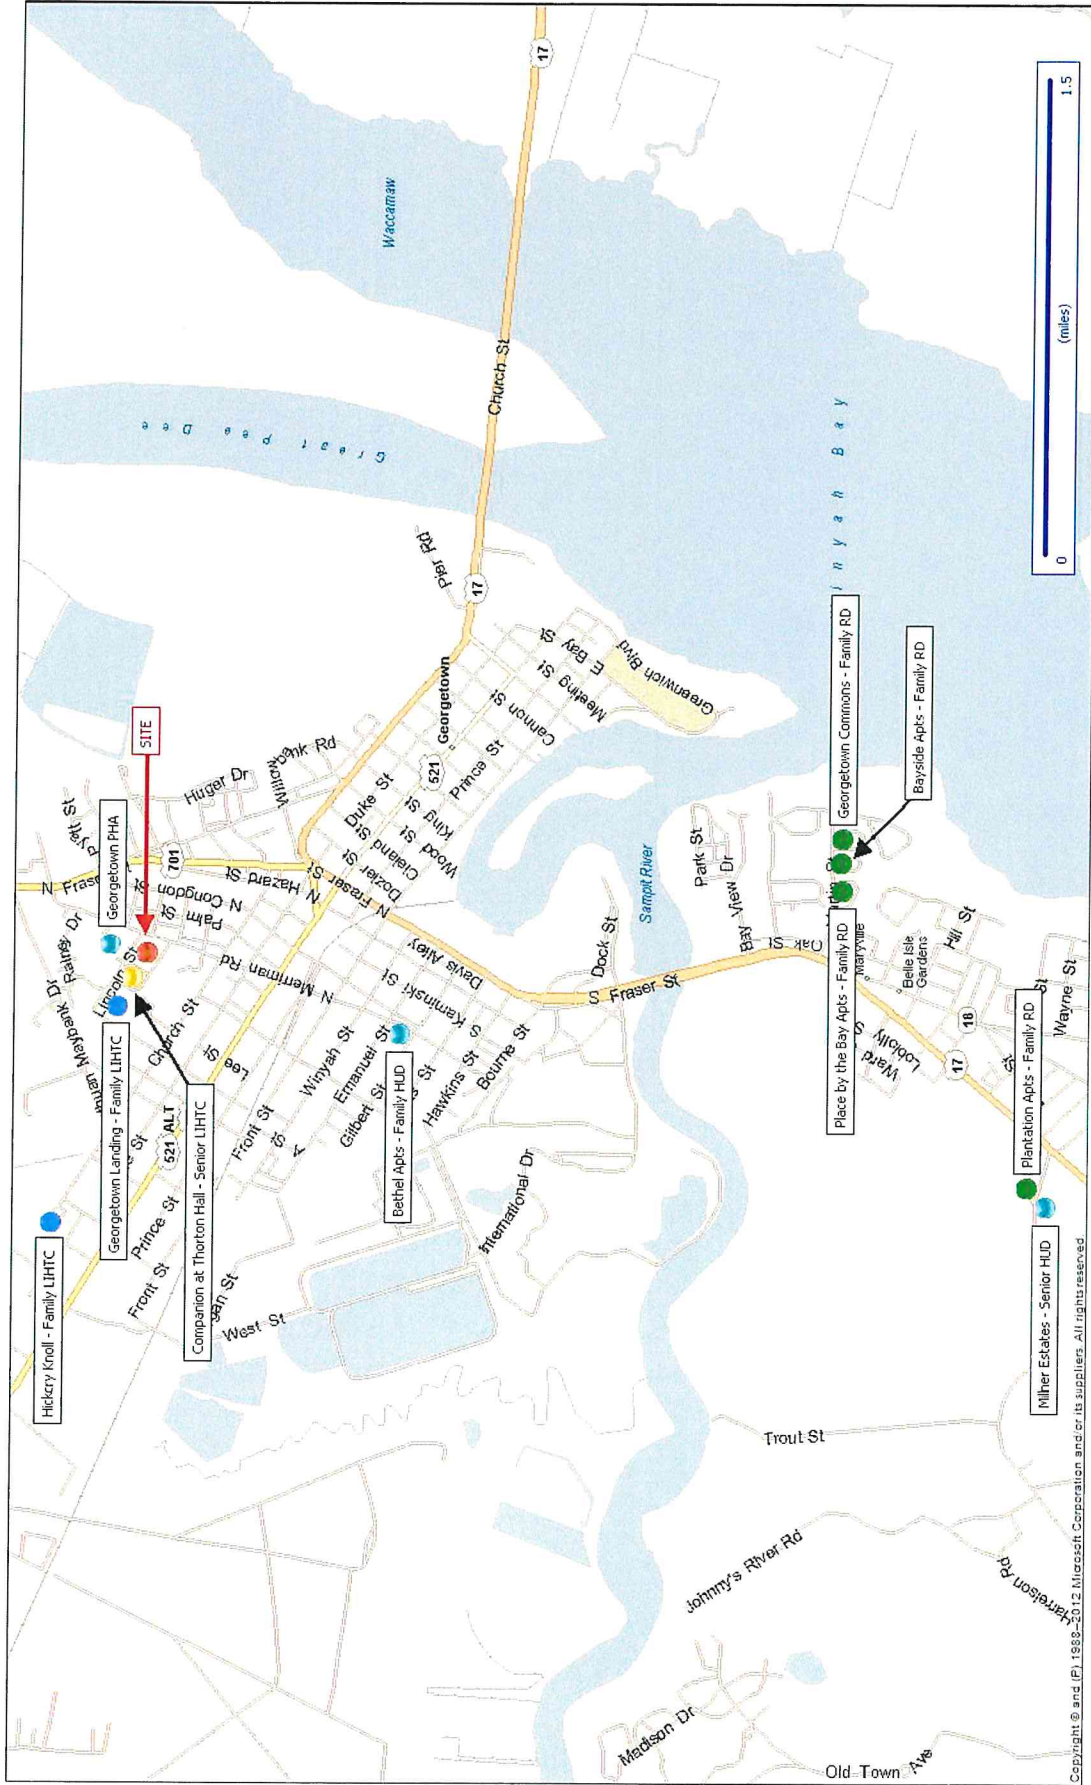 Hickory Knoll - Family LIHTC
Georgetown Landing - Family LIHTC
Companion at Thorton Hall - Senior LIHTC
Georgetown PHA
SITE
Bethel Apts - Family HUD
Place by the Bay Apts - Family RD
Georgetown Commons - Family RD
Bayside Apts - Family RD
Plantation Apts - Family RD
Milner Estates - Senior HUD
17
Waccamaw
Great Pee Dee
Church St
Pier Rd
17
Georgetown
521
E Bay St
Meeting St
Cannon St
Greenwich Blvd
Prince St
King St
Wood St
Duke St
Cleland St
Dozier St
N Fraser St
Huger Dr
Byatt St
701
N Hazard St
N Congdon St
Palm St
Rainey Dr
Maybank Dr
Lincoln St
Church St
N Merriman Rd
Lee St
521 ALT
Front St
Prince St
Front St
West St
Winyah St
Emanuel St
Gilbert St
A St
S Kaminski St
Davis Alley
Hawkins St
Bourne St
International Dr
Dock St
S Fraser St
Sampit River
Park St
Bay View Dr
Oak St
Maryville
Belle Isle
Gardens
Hill St
18
17
Ward
Loblolly
Wayne St
Trout St
Johnny's River Rd
Harrelson Rd
Madison Dr
Old Town Ave
inyah Bay
0
(miles)
1.5
Copyright © and (P) 1988–2012 Microsoft Corporation and/or its suppliers. All rights reserved.